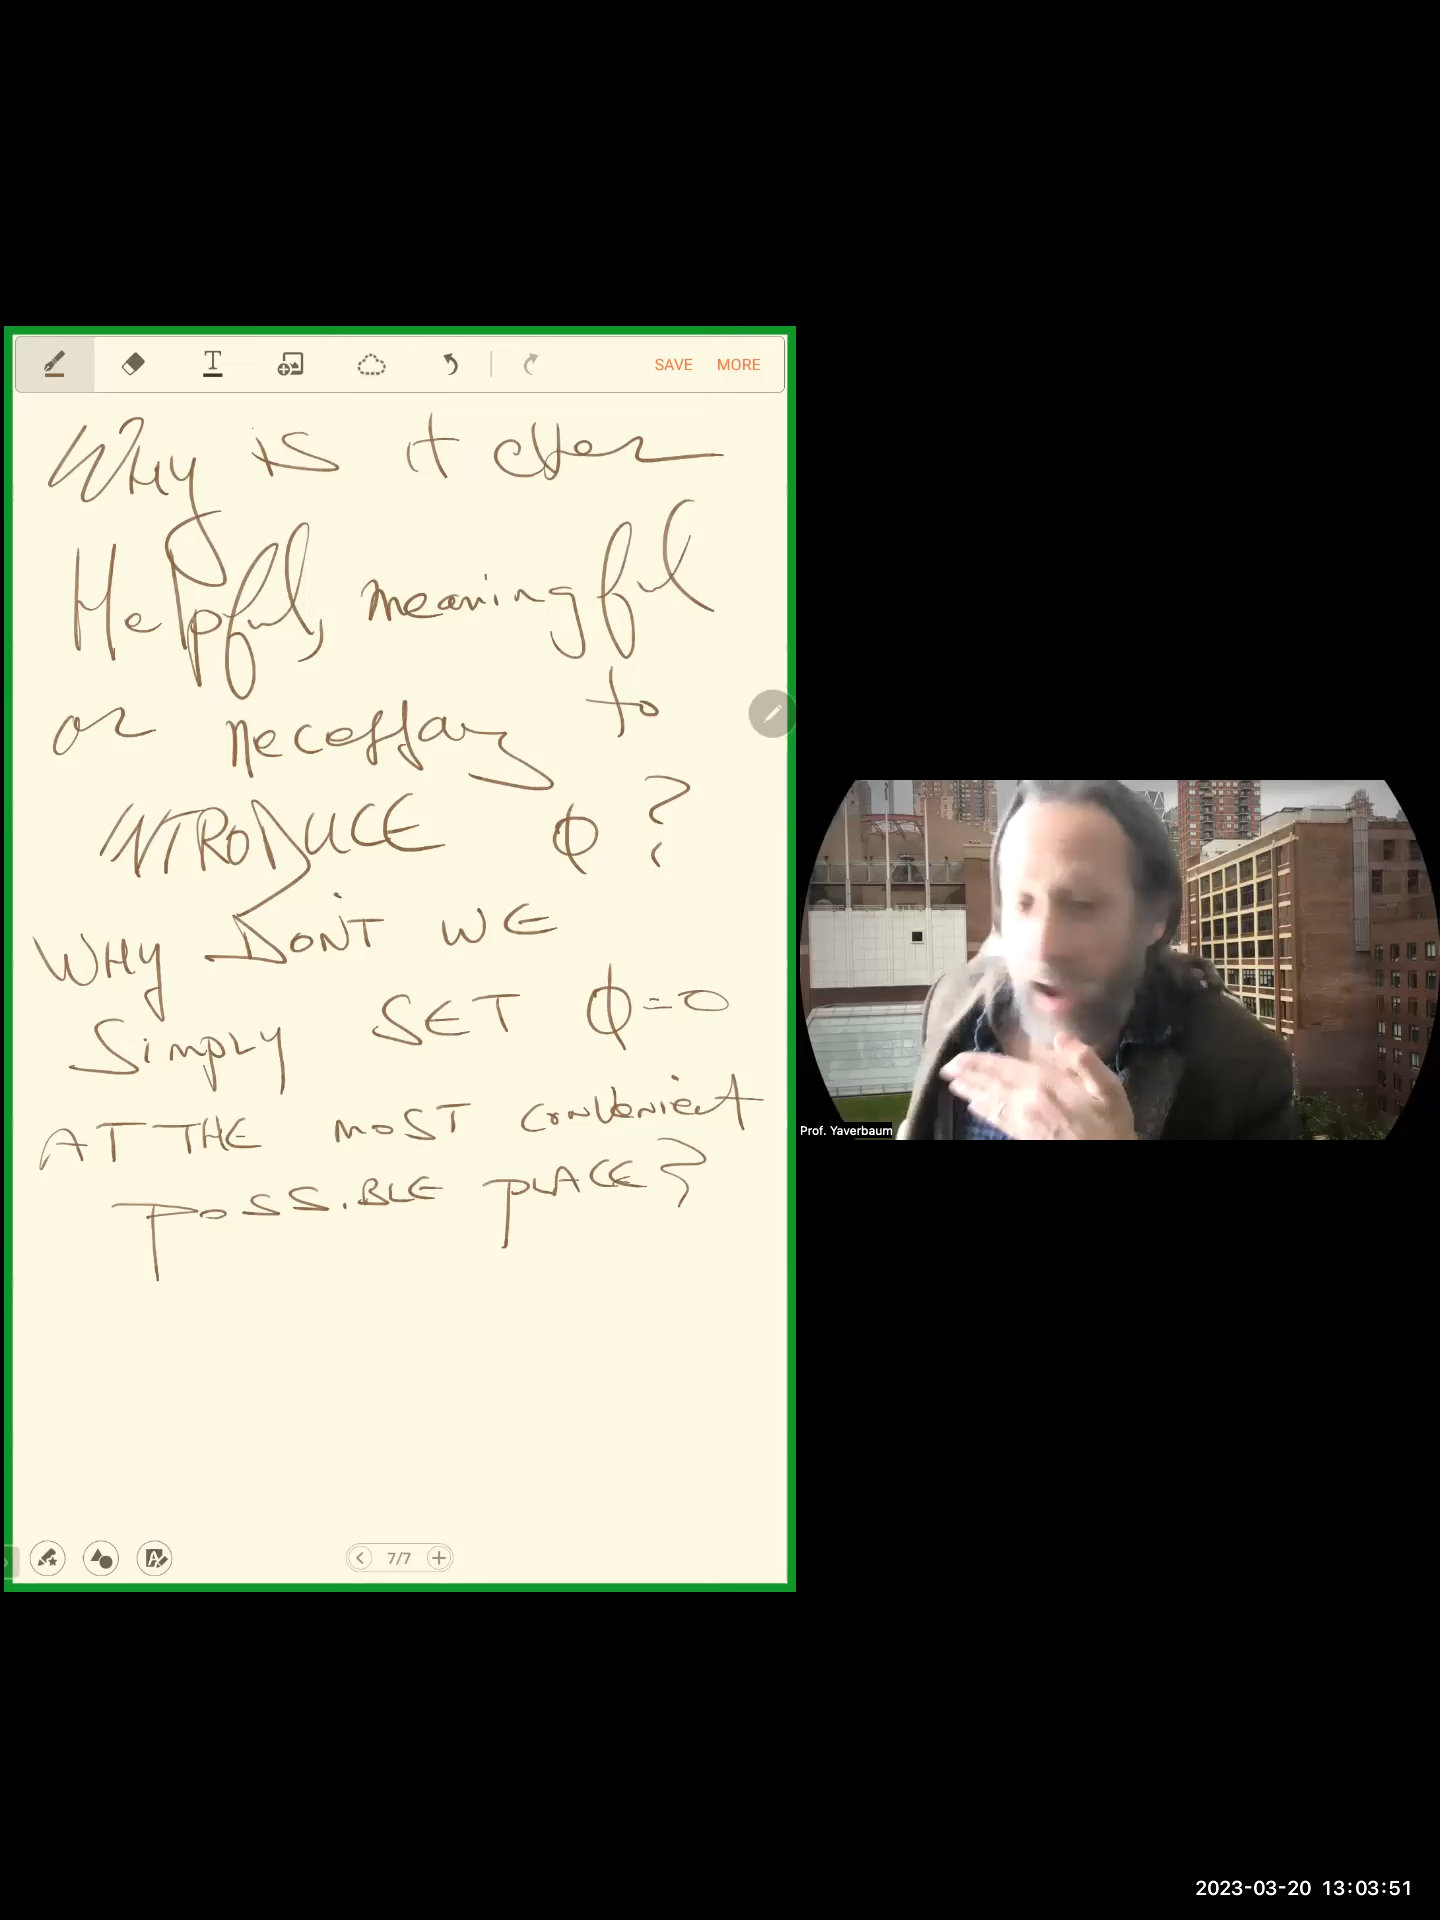 T
SAVE MORE
WHY is it ever
Helpful, meaningful
or necessary to
INTRODUCE ϕ?
WHY DON'T WE
SIMPLY SET ϕ=0
AT THE MOST convenient
POSSIBLE PLACE?
A
7/7
Prof. Yaverbaum
2023-03-20 13:03:51